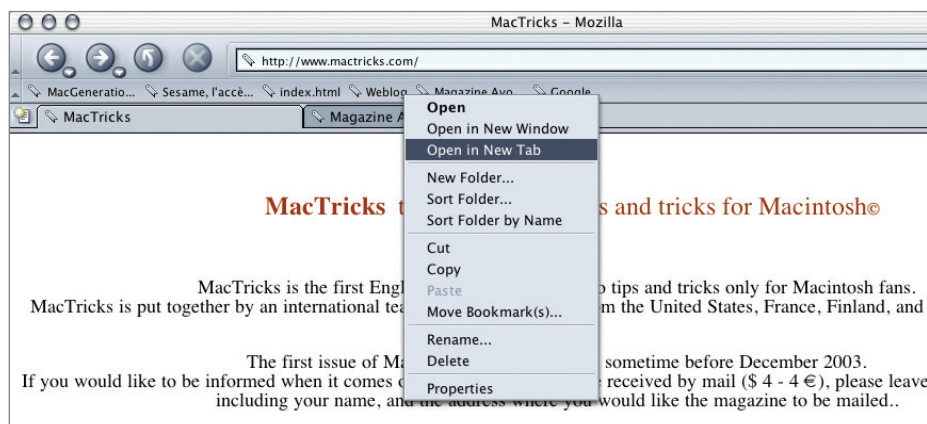 MacTricks – Mozilla
http://www.mactricks.com/
MacGeneratio... Sesame, l'accè... index.html Weblog Magazine Avo... Google
MacTricks Magazine A
Open
Open in New Window
Open in New Tab
New Folder...
Sort Folder...
Sort Folder by Name
Cut
Copy
Paste
Move Bookmark(s)...
Rename...
Delete
Properties
MacTricks t s and tricks for Macintosh©
MacTricks is the first Engl tips and tricks only for Macintosh fans.
MacTricks is put together by an international tea m the United States, France, Finland, and
The first issue of Ma sometime before December 2003.
If you would like to be informed when it comes o received by mail ($ 4 - 4 €), please leave
including your name, and the address where you would like the magazine to be mailed..